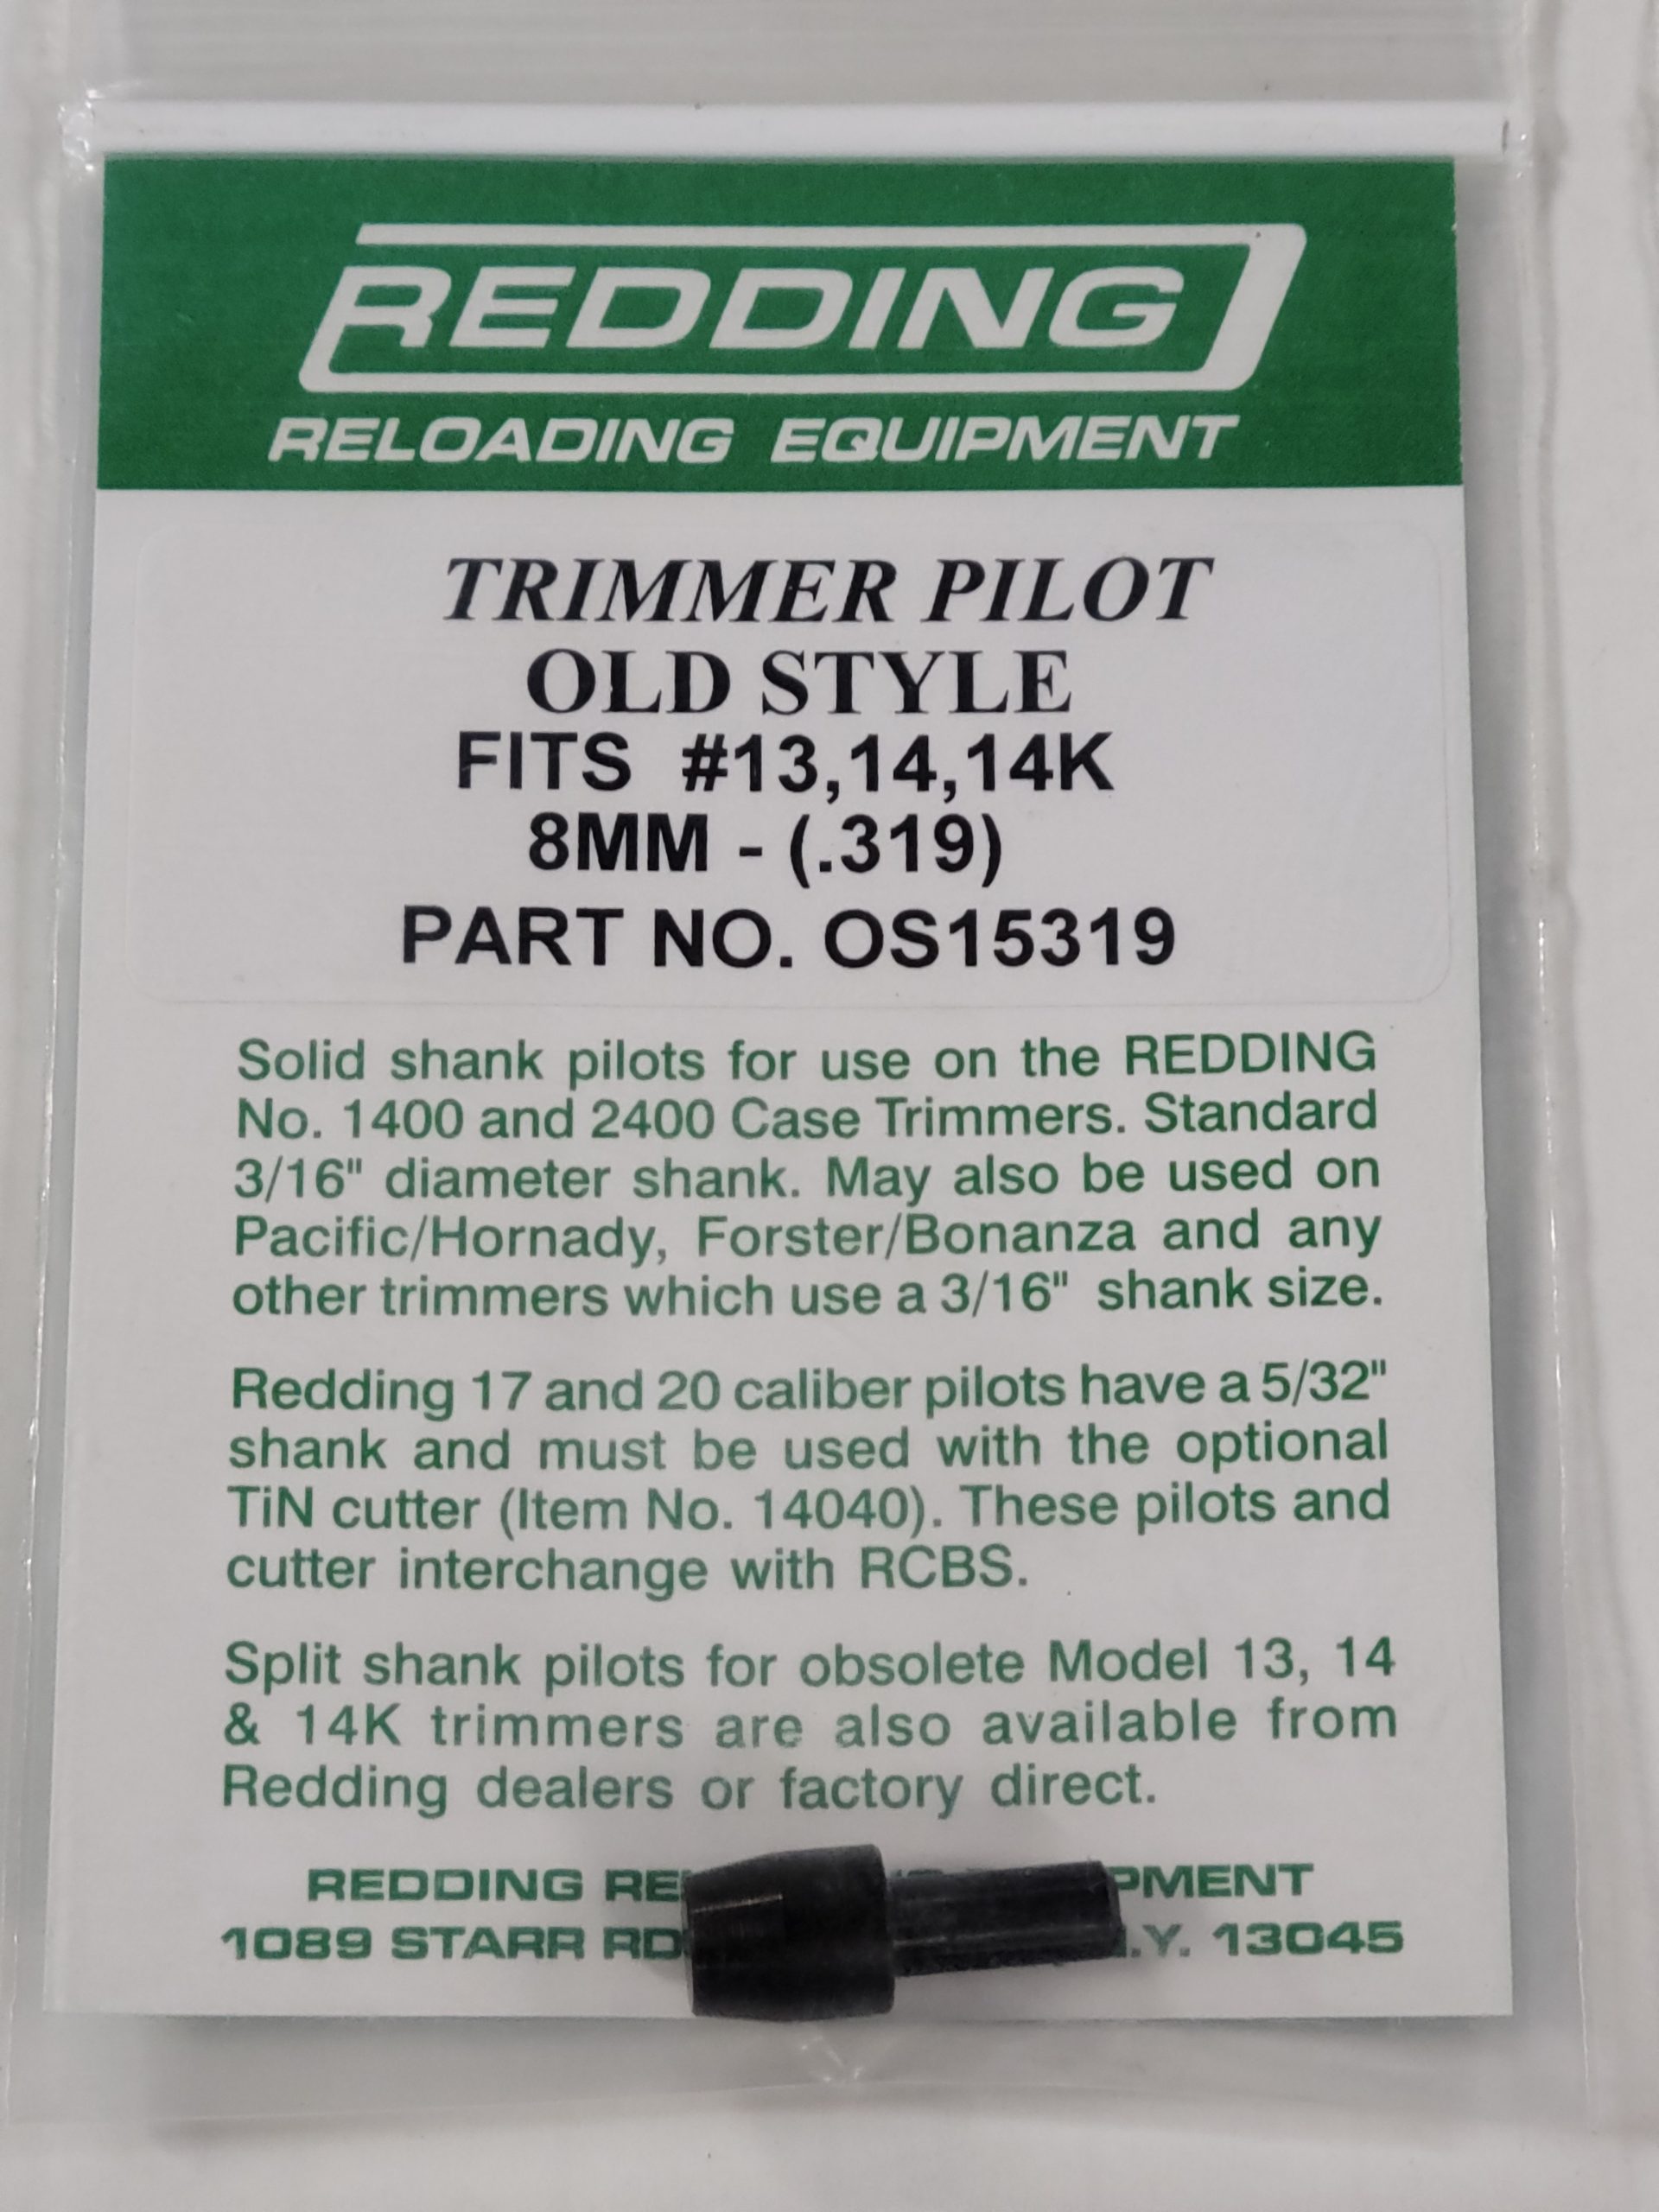 REDDING
RELOADING EQUIPMENT
TRIMMER PILOT
OLD STYLE
FITS #13,14,14K
8MM - (.319)
PART NO. OS15319
Solid shank pilots for use on the REDDING
No. 1400 and 2400 Case Trimmers. Standard
3/16" diameter shank. May also be used on
Pacific/Hornady, Forster/Bonanza and any
other trimmers which use a 3/16" shank size.
Redding 17 and 20 caliber pilots have a 5/32"
shank and must be used with the optional
TiN cutter (Item No. 14040). These pilots and
cutter interchange with RCBS.
Split shank pilots for obsolete Model 13, 14
& 14K trimmers are also available from
Redding dealers or factory direct.
REDDING
1089 STARR RD 13045